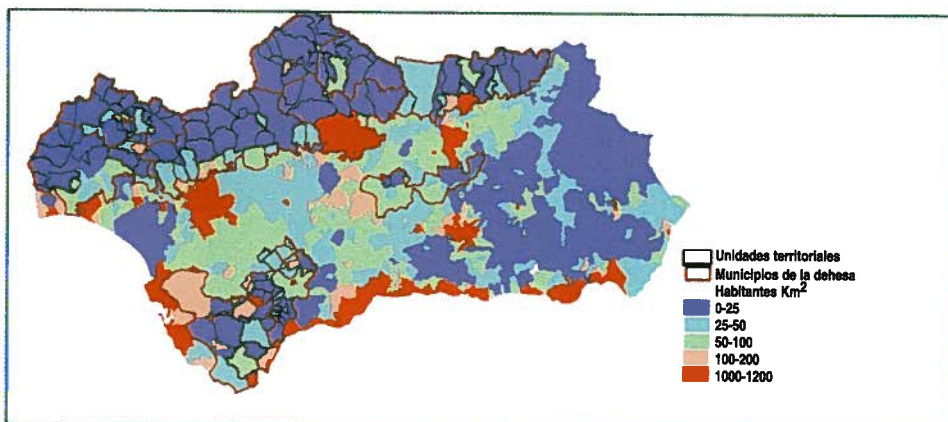 Unidades territoriales
Municipios de la dehesa
Habitantes Km²
0-25
25-50
50-100
100-200
1000-1200